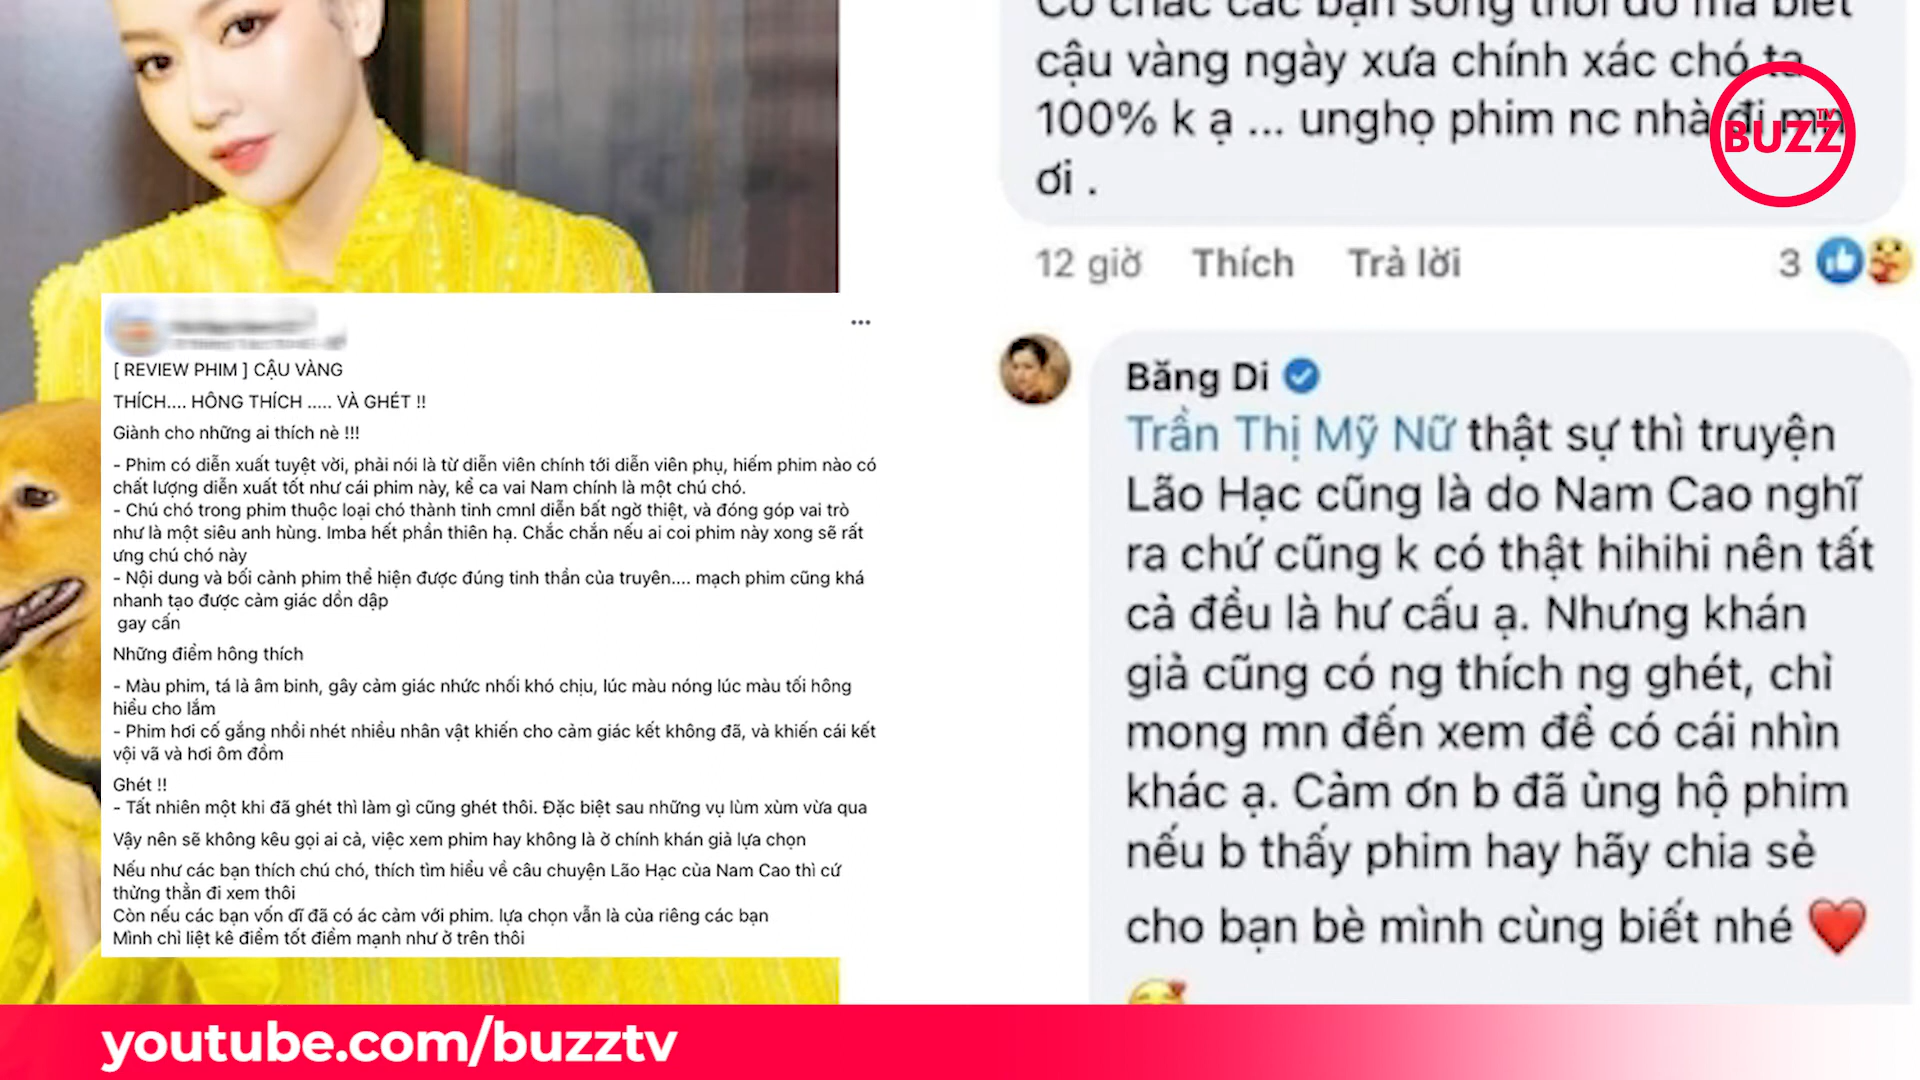 [ REVIEW PHIM ] CẬU VÀNG
THÍCH.... HÔNG THÍCH ..... VÀ GHÉT !!
Giành cho những ai thích nè !!!
- Phim có diễn xuất tuyệt vời, phải nói là từ diễn viên chính tới diễn viên phụ, hiếm phim nào có
chất lượng diễn xuất tốt như cái phim này, kể ca vai Nam chính là một chú chó.
- Chú chó trong phim thuộc loại chó thành tinh cmnl diễn bất ngờ thiệt, và đóng góp vai trò
như là một siêu anh hùng. Imba hết phần thiên hạ. Chắc chắn nếu ai coi phim này xong sẽ rất
ưng chú chó này
- Nội dung và bối cảnh phim thể hiện được đúng tinh thần của truyên.... mạch phim cũng khá
nhanh tạo được cảm giác dồn dập
gay cấn
Những điểm hông thích
- Màu phim, tá lả âm binh, gây cảm giác nhức nhối khó chịu, lúc màu nóng lúc màu tối hông
hiểu cho lắm
- Phim hơi cố gắng nhồi nhét nhiều nhân vật khiến cho cảm giác kết không đã, và khiến cái kết
vội vã và hơi ôm đồm
Ghét !!
- Tất nhiên một khi đã ghét thì làm gì cũng ghét thôi. Đặc biệt sau những vụ lùm xùm vừa qua
Vậy nên sẽ không kêu gọi ai cả, việc xem phim hay không là ở chính khán giả lựa chọn
Nếu như các bạn thích chú chó, thích tìm hiểu về câu chuyện Lão Hạc của Nam Cao thì cứ
thửng thẳn đi xem thôi
Còn nếu các bạn vốn dĩ đã có ác cảm với phim. lựa chọn vẫn là của riêng các bạn
Mình chỉ liệt kê điểm tốt điểm mạnh như ở trên thôi
Có chắc các bạn sống thời đó mà biết
cậu vàng ngày xưa chính xác chó ta
100% k ạ ... unghọ phim nc nhà đi mn
ơi .
12 giờ Thích Trả lời 3
Băng Di
Trần Thị Mỹ Nữ thật sự thì truyện
Lão Hạc cũng là do Nam Cao nghĩ
ra chứ cũng k có thật hihihi nên tất
cả đều là hư cấu ạ. Nhưng khán
giả cũng có ng thích ng ghét, chỉ
mong mn đến xem để có cái nhìn
khác ạ. Cảm ơn b đã ủng hộ phim
nếu b thấy phim hay hãy chia sẻ
cho bạn bè mình cùng biết nhé
BUZZ TV
youtube.com/buzztv